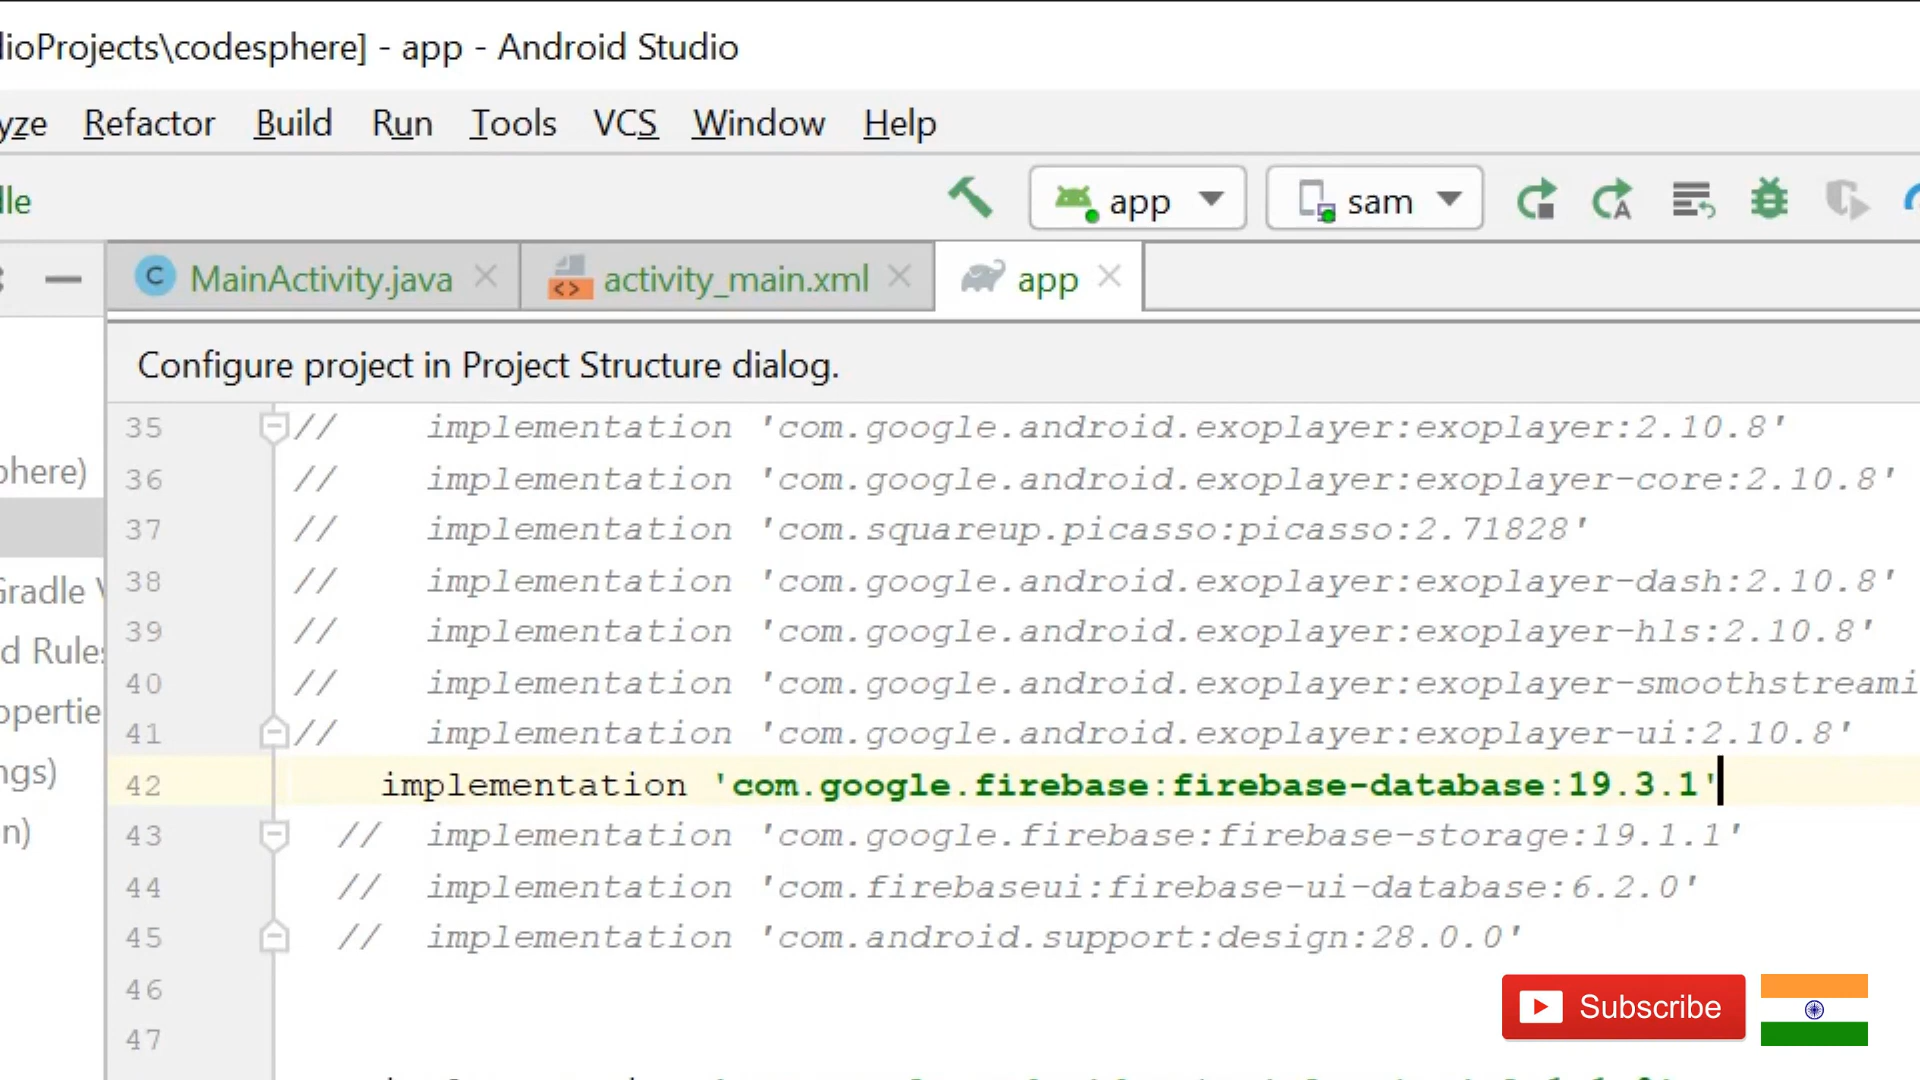 ioProjects\codesphere] - app - Android Studio
yze Refactor Build Run Tools VCS Window Help
dle app sam
MainActivity.java activity_main.xml app
Configure project in Project Structure dialog.
35 // implementation 'com.google.android.exoplayer:exoplayer:2.10.8'
phere) 36 // implementation 'com.google.android.exoplayer:exoplayer-core:2.10.8'
37 // implementation 'com.squareup.picasso:picasso:2.71828'
Gradle 38 // implementation 'com.google.android.exoplayer:exoplayer-dash:2.10.8'
d Rules 39 // implementation 'com.google.android.exoplayer:exoplayer-hls:2.10.8'
opertie 40 // implementation 'com.google.android.exoplayer:exoplayer-smoothstreami
41 // implementation 'com.google.android.exoplayer:exoplayer-ui:2.10.8'
ngs) 42 implementation 'com.google.firebase:firebase-database:19.3.1'
n) 43 // implementation 'com.google.firebase:firebase-storage:19.1.1'
44 // implementation 'com.firebaseui:firebase-ui-database:6.2.0'
45 // implementation 'com.android.support:design:28.0.0'
46
47
Subscribe